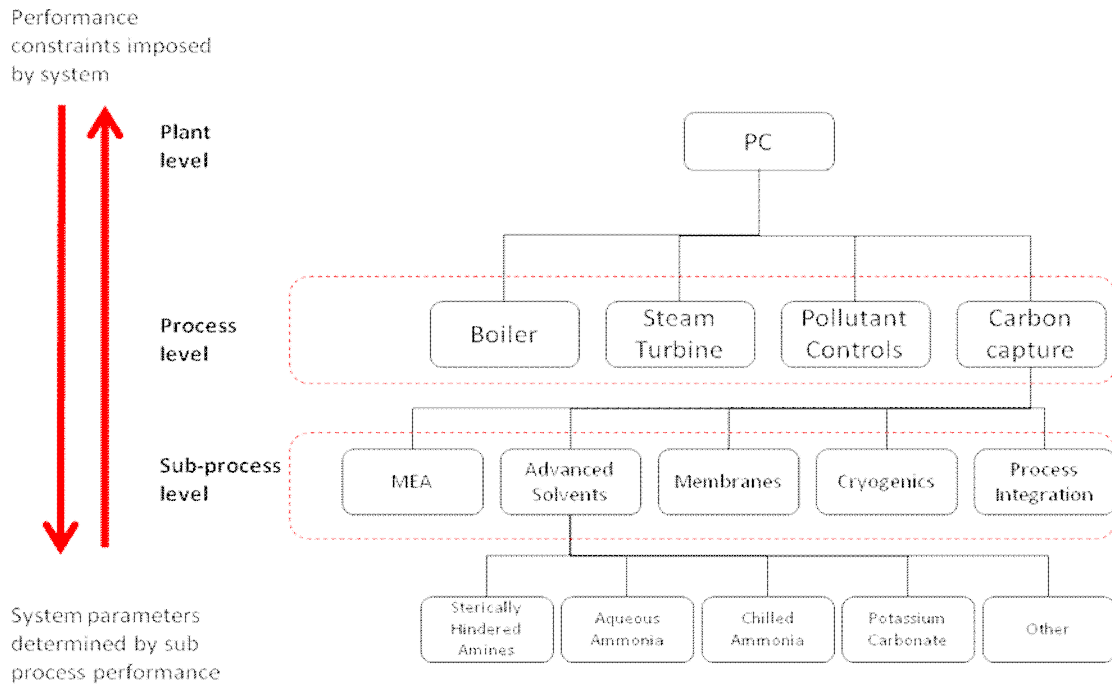 Performance
constraints imposed
by system
Plant
level
PC
Process
level
Boiler
Steam
Turbine
Pollutant
Controls
Carbon
capture
Sub-process
level
MEA
Advanced
Solvents
Membranes
Cryogenics
Process
Integration
Sterically
Hindered
Amines
Aqueous
Ammonia
Chilled
Ammonia
Potassium
Carbonate
Other
System parameters
determined by sub
process performance